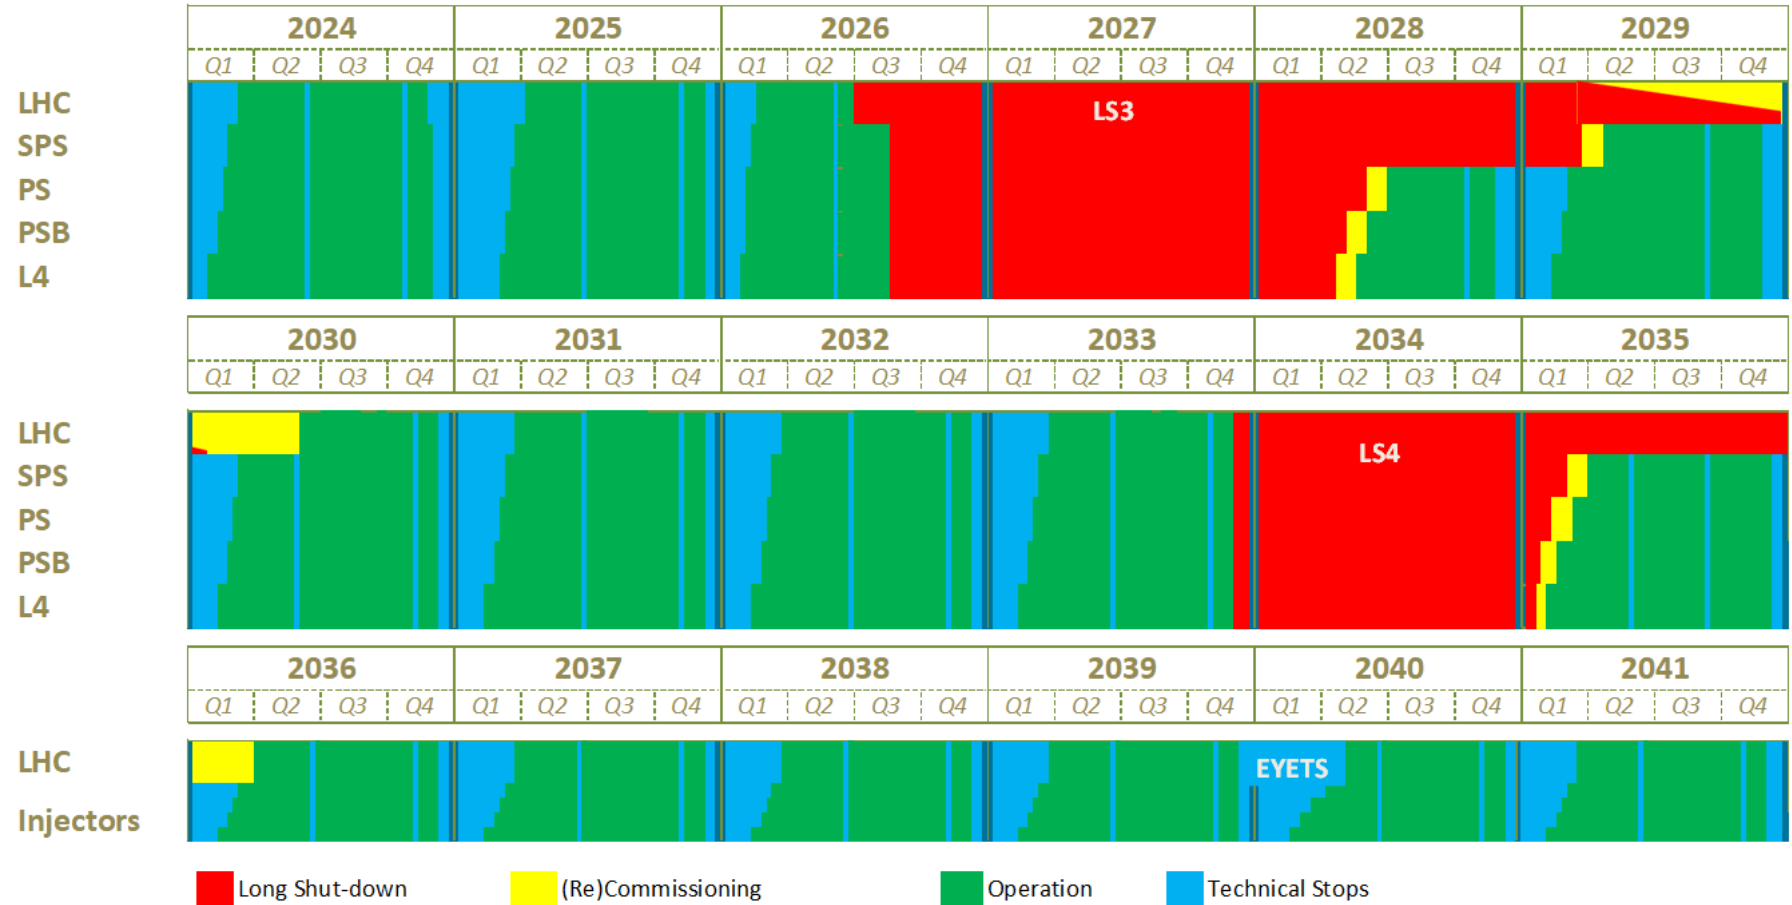 2024 2025 2026 2027 2028 2029
Q1 Q2 Q3 Q4 Q1 Q2 Q3 Q4 Q1 Q2 Q3 Q4 Q1 Q2 Q3 Q4 Q1 Q2 Q3 Q4 Q1 Q2 Q3 Q4
LHC LS3
SPS
PS
PSB
L4
2030 2031 2032 2033 2034 2035
Q1 Q2 Q3 Q4 Q1 Q2 Q3 Q4 Q1 Q2 Q3 Q4 Q1 Q2 Q3 Q4 Q1 Q2 Q3 Q4 Q1 Q2 Q3 Q4
LHC LS4
SPS
PS
PSB
L4
2036 2037 2038 2039 2040 2041
Q1 Q2 Q3 Q4 Q1 Q2 Q3 Q4 Q1 Q2 Q3 Q4 Q1 Q2 Q3 Q4 Q1 Q2 Q3 Q4 Q1 Q2 Q3 Q4
LHC EYETS
Injectors
Long Shut-down (Re)Commissioning Operation Technical Stops